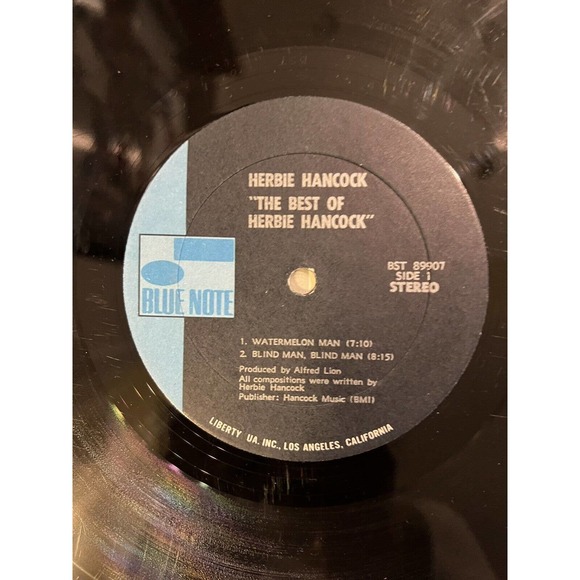 HERBIE HANCOCK
"THE BEST OF
HERBIE HANCOCK"
BST 89907
SIDE 1
STEREO
BLUE NOTE
1. WATERMELON MAN (7:10)
2. BLIND MAN, BLIND MAN (8:15)
Produced by Alfred Lion
All compositions were written by
Herbie Hancock
Publisher: Hancock Music (BMI)
LIBERTY UA, INC., LOS ANGELES, CALIFORNIA